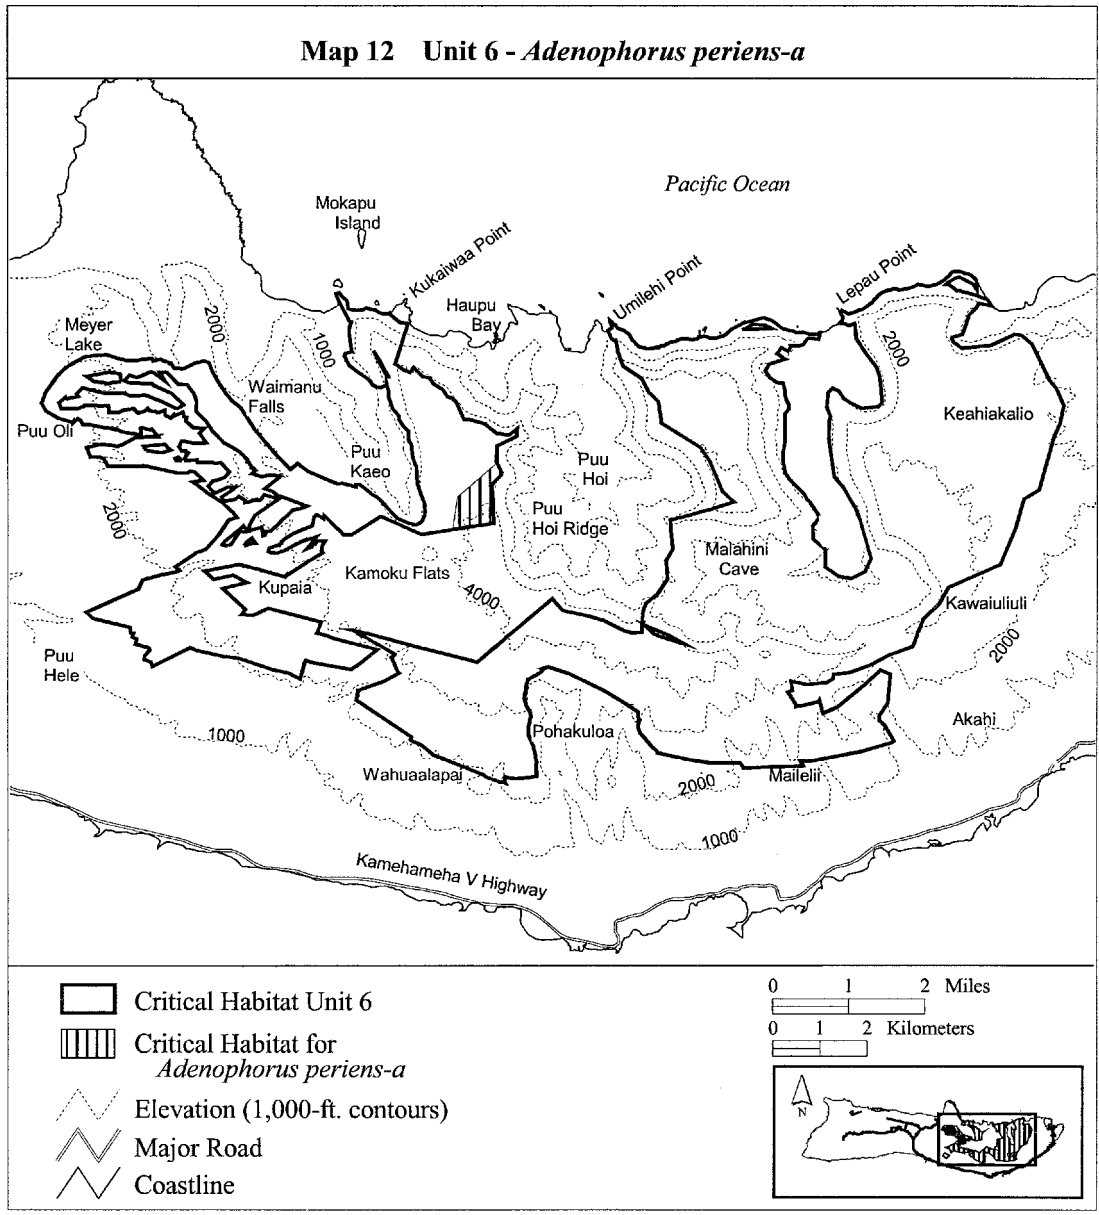 Map 12 Unit 6 - Adenophorus periens-a
Pacific Ocean
Mokapu
Island
Kukaiwaa Point
Haupu
Bay
Umilehi Point
Lepau Point
Meyer
Lake
2000
1000
2000
Waimanu
Falls
Keahiakalio
Puu Oli
Puu
Kaeo
Puu
Hoi
2000
Puu
Hoi Ridge
Malahini
Cave
Kupaia
Kamoku Flats
4000
Kawaiuliuli
2000
Puu
Hele
Akahi
1000
Pohakuloa
Wahuaalapai
2000
Mailelii
1000
Kamehameha V Highway
Critical Habitat Unit 6
Critical Habitat for
Adenophorus periens-a
Elevation (1,000-ft. contours)
Major Road
Coastline
0 1 2 Miles
0 1 2 Kilometers
N